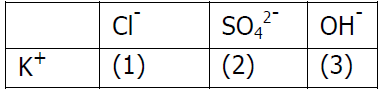 Cl⁻ SO₄²⁻ OH⁻
K⁺ (1) (2) (3)